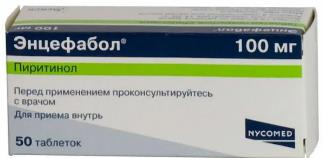 Энцефабол® 100 мг
Пиритинол
Перед применением проконсультируйтесь
с врачом
Для приема внутрь
50 таблеток
NYCOMED